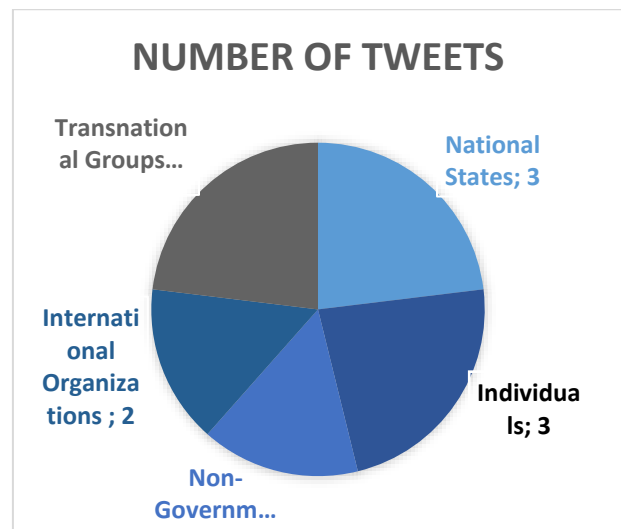 NUMBER OF TWEETS
Transnation
al Groups…
National
States; 3
Internati
onal
Organiza
tions ; 2
Individua
ls; 3
Non-
Governm…